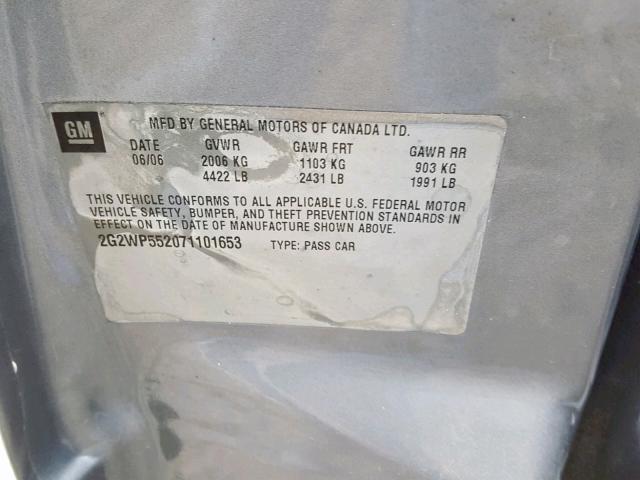 GM MFD BY GENERAL MOTORS OF CANADA LTD.
DATE GVWR GAWR FRT GAWR RR
06/06 2006 KG 1103 KG 903 KG
4422 LB 2431 LB 1991 LB
THIS VEHICLE CONFORMS TO ALL APPLICABLE U.S. FEDERAL MOTOR
VEHICLE SAFETY, BUMPER, AND THEFT PREVENTION STANDARDS IN
EFFECT ON THE DATE OF MANUFACTURE SHOWN ABOVE.
2G2WP552071101653 TYPE: PASS CAR